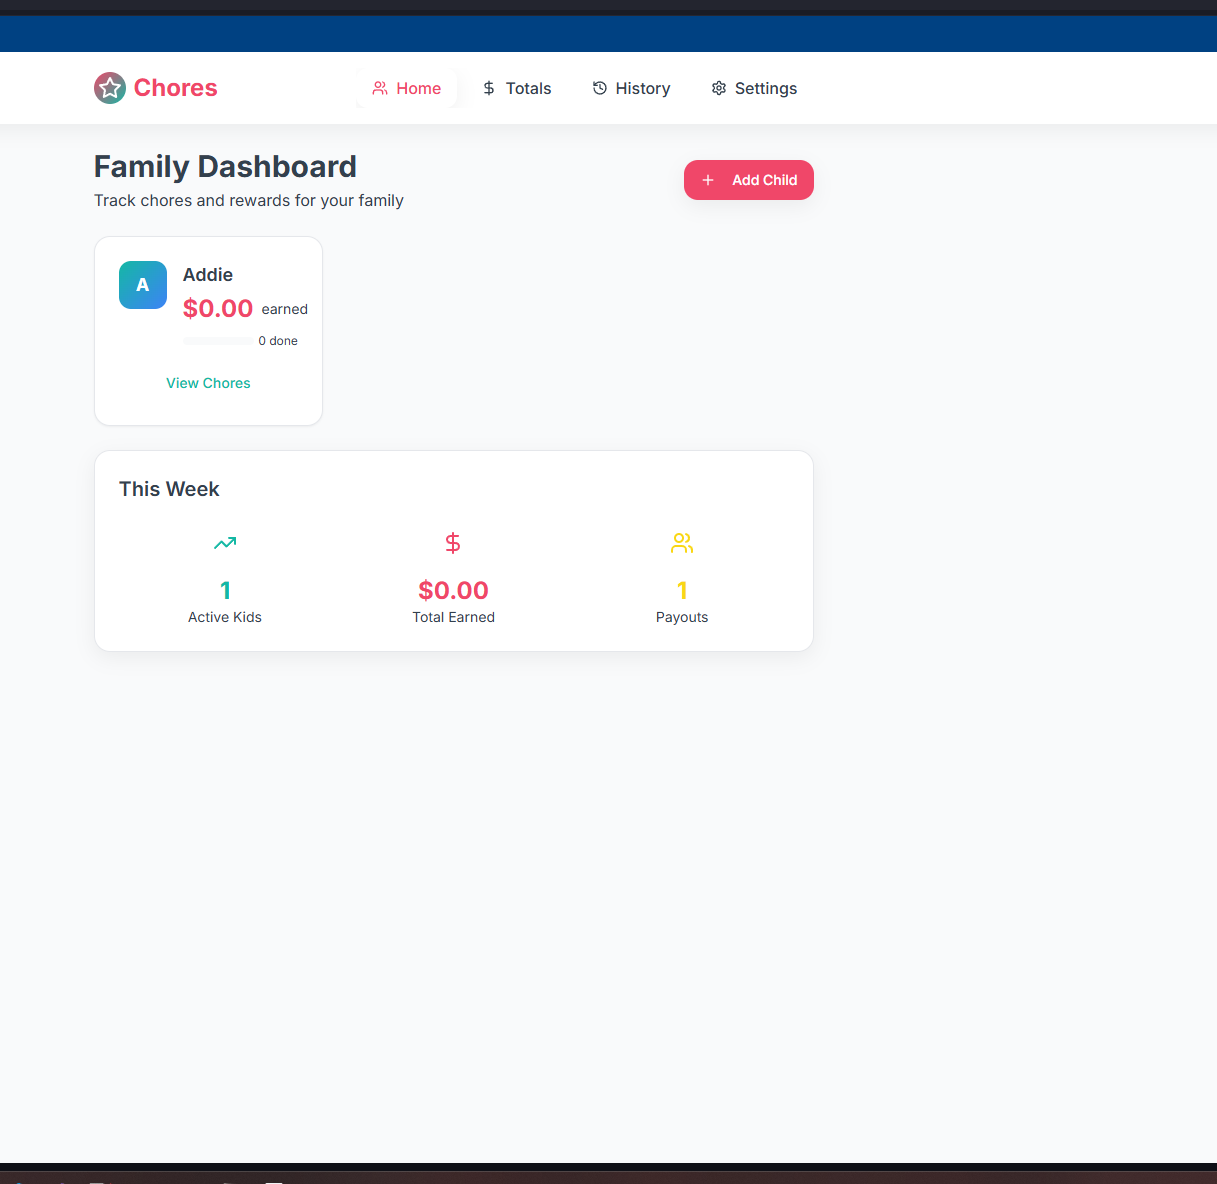 Chores
Home
Totals
History
Settings
Family Dashboard
Track chores and rewards for your family
Add Child
A
Addie
$0.00 earned
0 done
View Chores
This Week
1
$0.00
1
Active Kids
Total Earned
Payouts